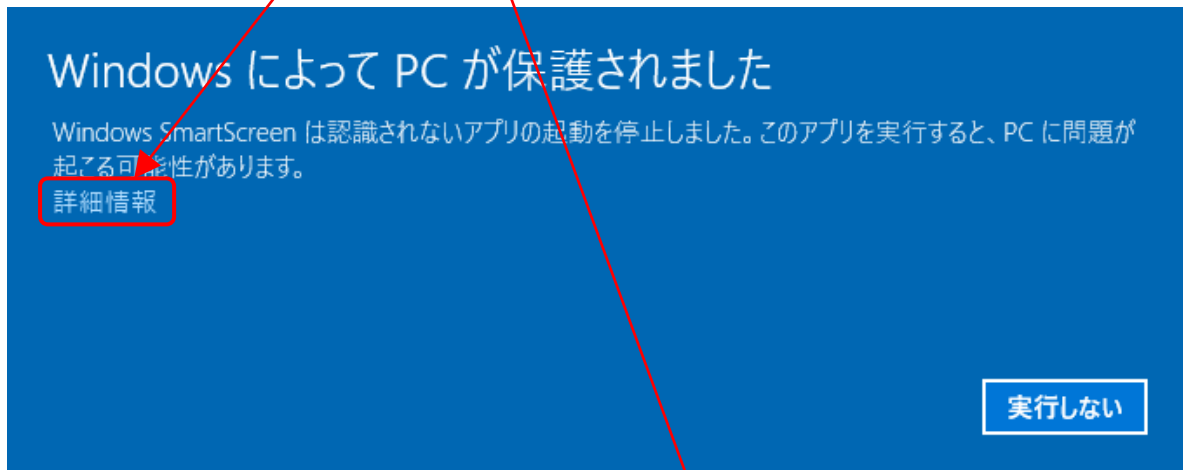 Windows によって PC が保護されました
Windows SmartScreen は認識されないアプリの起動を停止しました。このアプリを実行すると、PC に問題が
起こる可能性があります。
詳細情報
実行しない